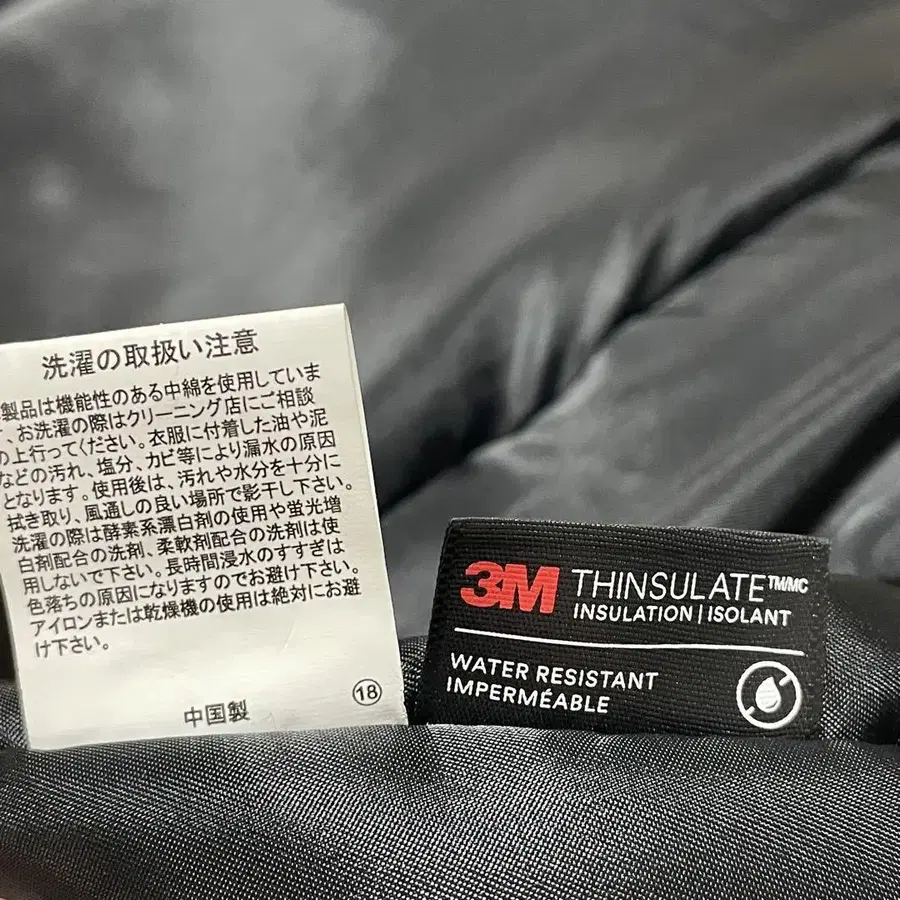 洗濯の取扱い注意
製品は機能性のある中綿を使用していま
、お洗濯の際はクリーニング店にご相談
の上行ってください。衣服に付着した油や泥
などの汚れ、塩分、カビ等により漏水の原因
となります。使用後は、汚れや水分を十分に
拭き取り、風通しの良い場所で影干し下さい。
洗濯の際は酵素系漂白剤の使用や蛍光増
白剤配合の洗剤、柔軟剤配合の洗剤は使
用しないで下さい。長時間浸水のすすぎは
色落ちの原因になりますのでお避け下さい。
アイロンまたは乾燥機の使用は絶対にお避
け下さい。
中国製
⑱
3M THINSULATE™/MC
INSULATION | ISOLANT
WATER RESISTANT
IMPERMÉABLE